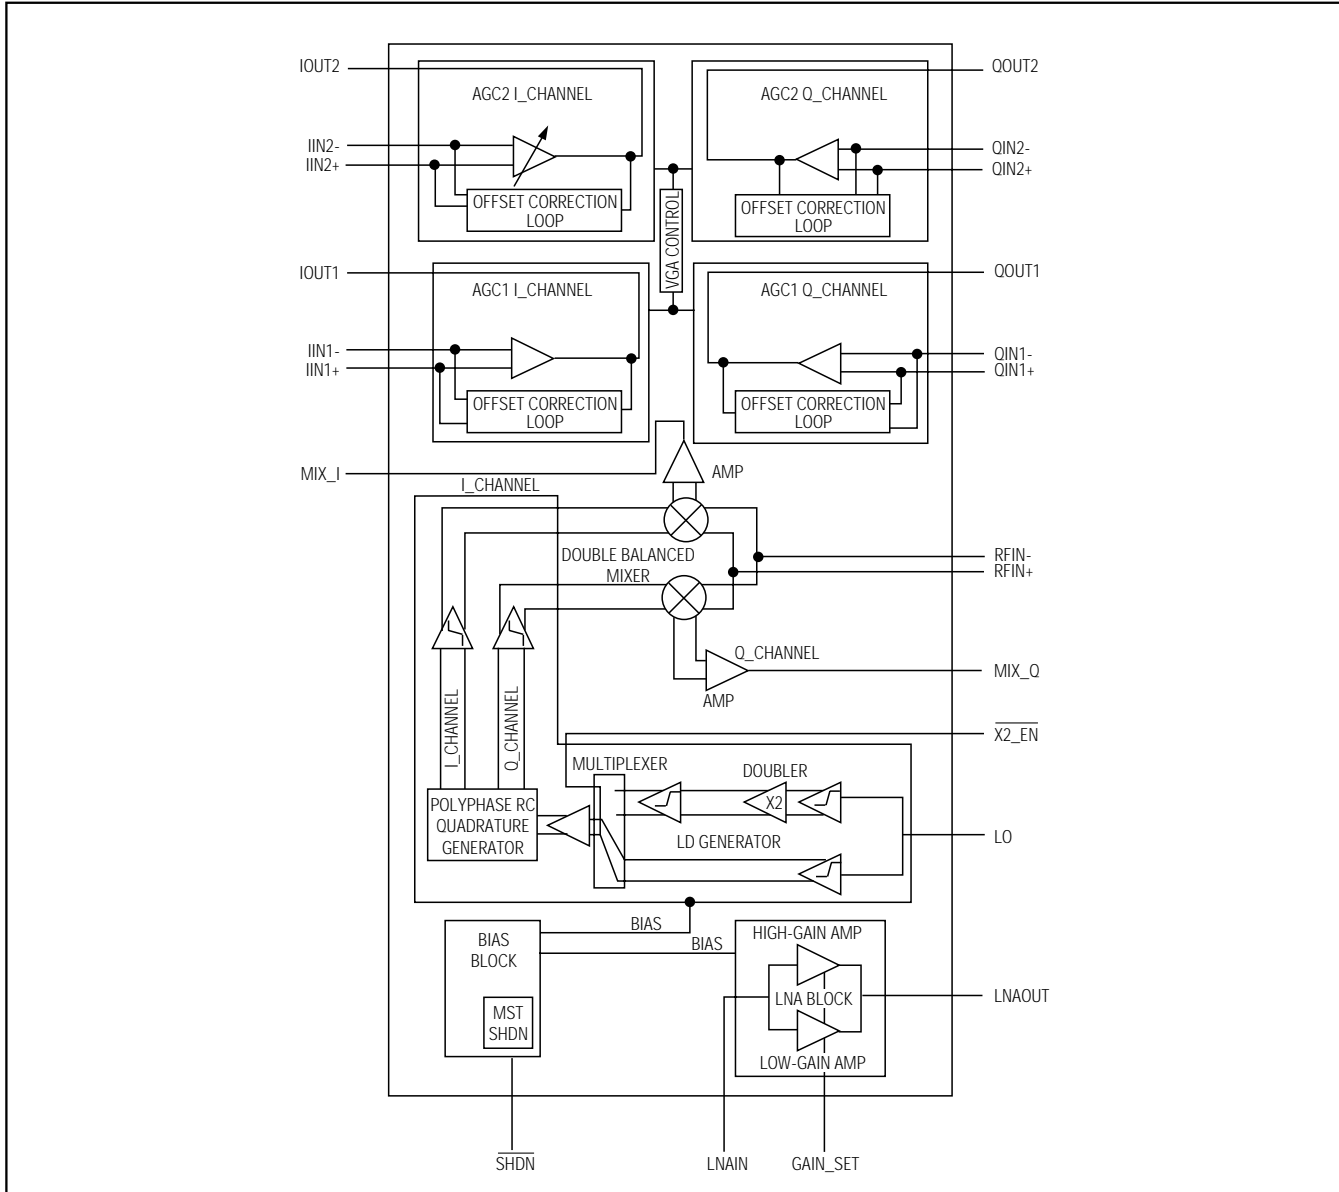 IOUT2
QOUT2
AGC2 I_CHANNEL
AGC2 Q_CHANNEL
IIN2-
IIN2+
QIN2-
QIN2+
OFFSET CORRECTION
LOOP
OFFSET CORRECTION
LOOP
VGA CONTROL
IOUT1
QOUT1
AGC1 I_CHANNEL
AGC1 Q_CHANNEL
IIN1-
IIN1+
QIN1-
QIN1+
OFFSET CORRECTION
LOOP
OFFSET CORRECTION
LOOP
MIX_I
AMP
I_CHANNEL
DOUBLE BALANCED
MIXER
RFIN-
RFIN+
Q_CHANNEL
MIX_Q
AMP
I_CHANNEL
Q_CHANNEL
X2_EN
MULTIPLEXER
DOUBLER
X2
POLYPHASE RC
QUADRATURE
GENERATOR
LD GENERATOR
LO
BIAS
BIAS
BIAS
BLOCK
MST
SHDN
HIGH-GAIN AMP
LNA BLOCK
LOW-GAIN AMP
LNAOUT
SHDN
LNAIN
GAIN_SET